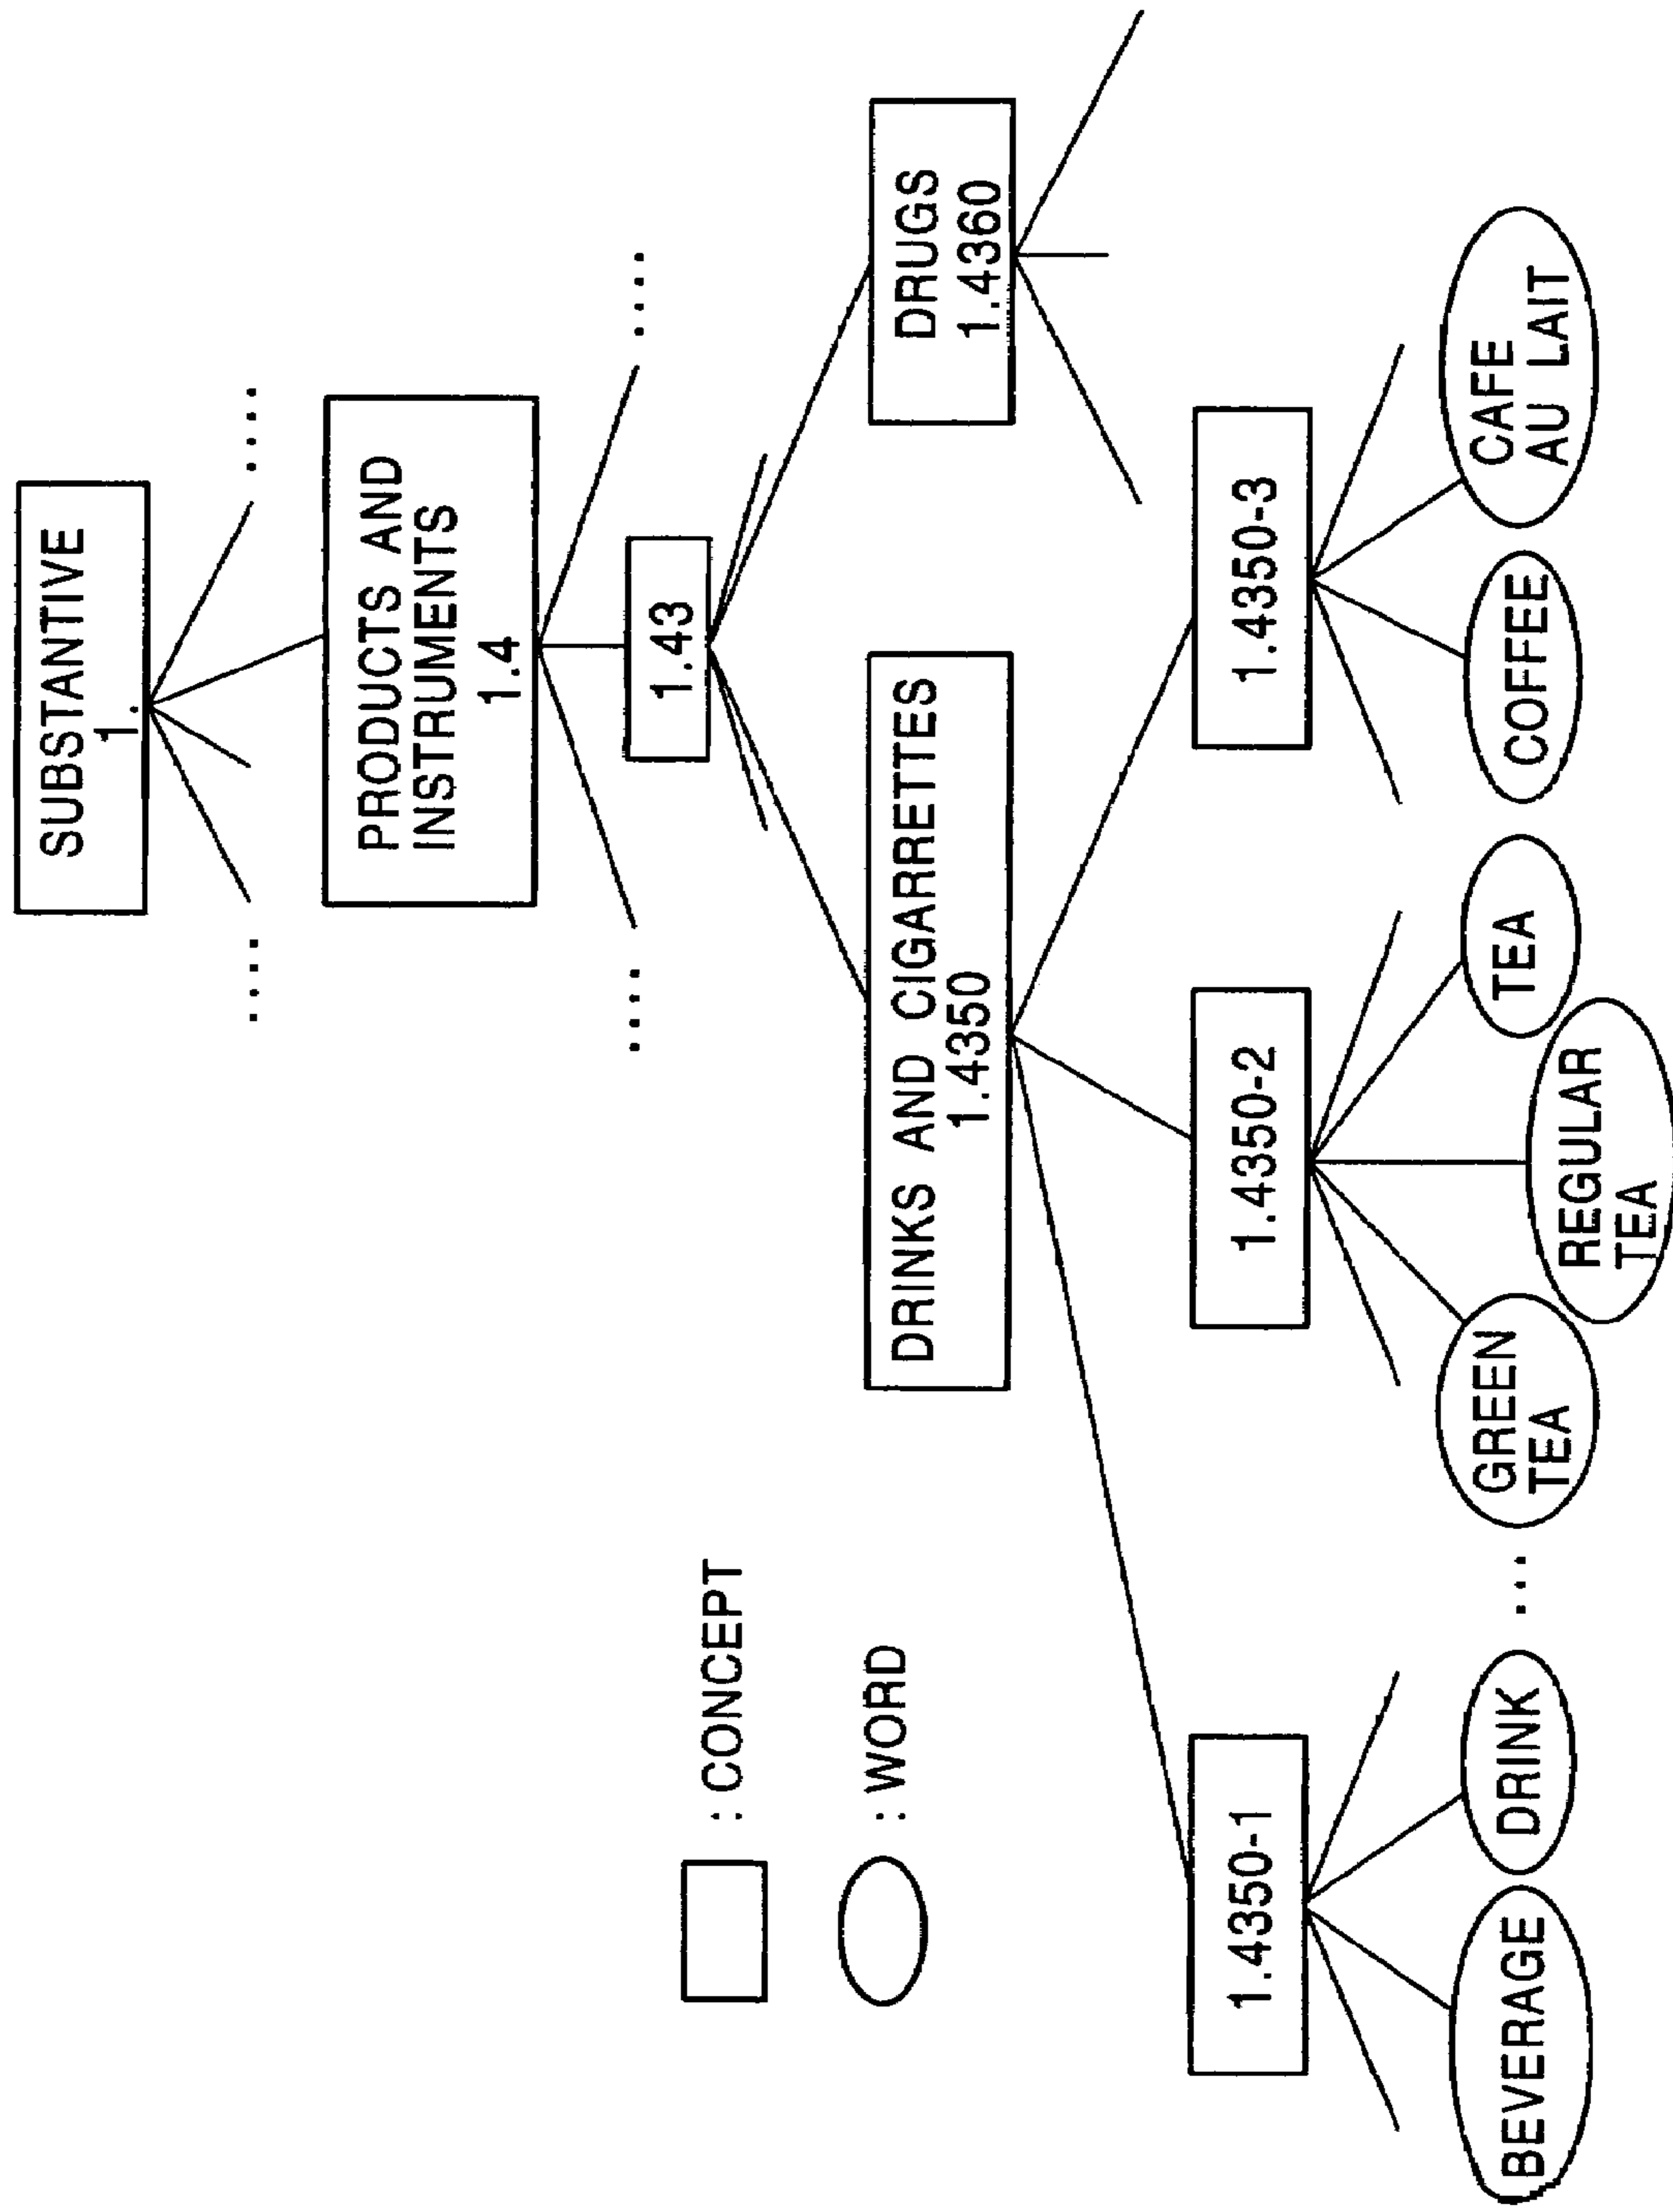 SUBSTANTIVE
1.
....
....
PRODUCTS AND
INSTRUMENTS
1.4
....
....
1.43
: CONCEPT
: WORD
DRINKS AND CIGARRETTES
1.4350
DRUGS
1.4360
1.4350-1
1.4350-2
1.4350-3
BEVERAGE
DRINK
...
GREEN
TEA
REGULAR
TEA
TEA
COFFEE
CAFE
AU LAIT